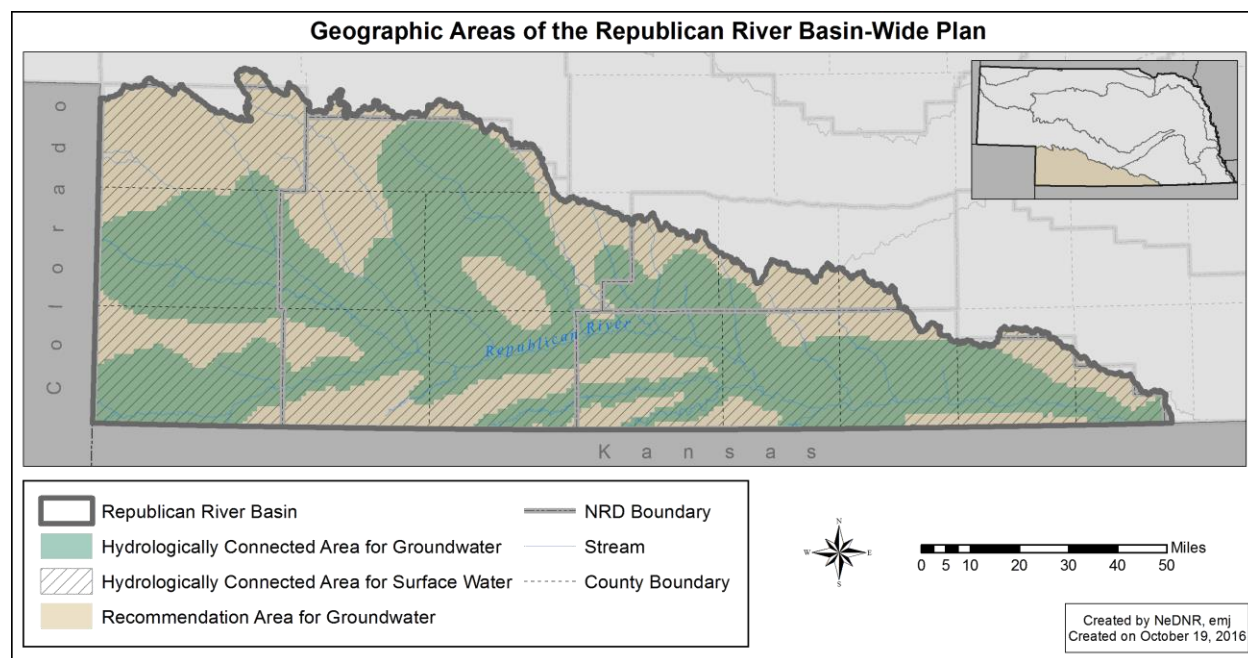 Geographic Areas of the Republican River Basin-Wide Plan
Colorado
Republican River
Kansas
Republican River Basin
Hydrologically Connected Area for Groundwater
Hydrologically Connected Area for Surface Water
Recommendation Area for Groundwater
NRD Boundary
Stream
County Boundary
N
W E
S
Miles
0 5 10 20 30 40 50
Created by NeDNR, emj
Created on October 19, 2016